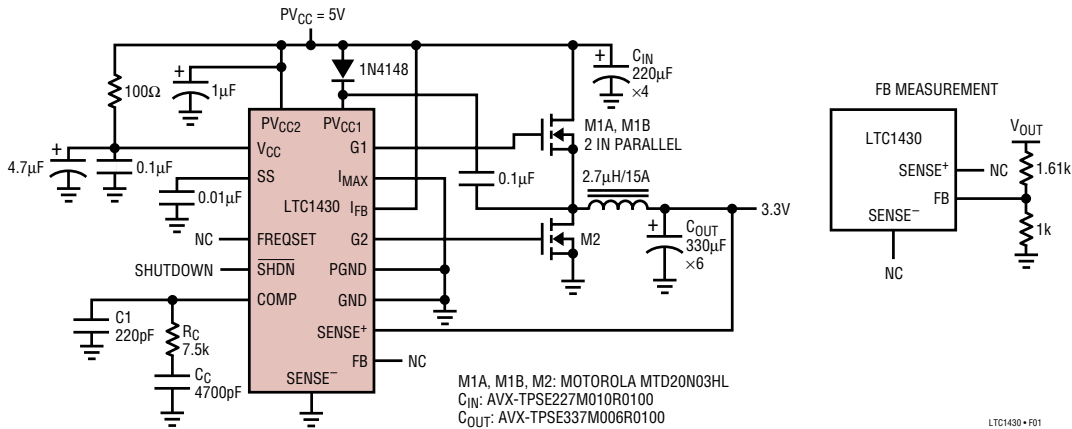 PVCC = 5V
100Ω
+
1µF
1N4148
+
CIN
220µF
×4
PVCC2
PVCC1
M1A, M1B
2 IN PARALLEL
4.7µF
+
0.1µF
VCC
G1
SS
0.01µF
IMAX
0.1µF
2.7µH/15A
LTC1430
IFB
3.3V
NC
FREQSET
G2
M2
+
COUT
330µF
×6
SHUTDOWN
SHDN
PGND
COMP
GND
C1
220pF
RC
7.5k
SENSE+
CC
4700pF
FB
NC
SENSE−
M1A, M1B, M2: MOTOROLA MTD20N03HL
CIN: AVX-TPSE227M010R0100
COUT: AVX-TPSE337M006R0100
FB MEASUREMENT
LTC1430
VOUT
SENSE+
NC
1.61k
FB
SENSE−
1k
NC
LTC1430 • F01